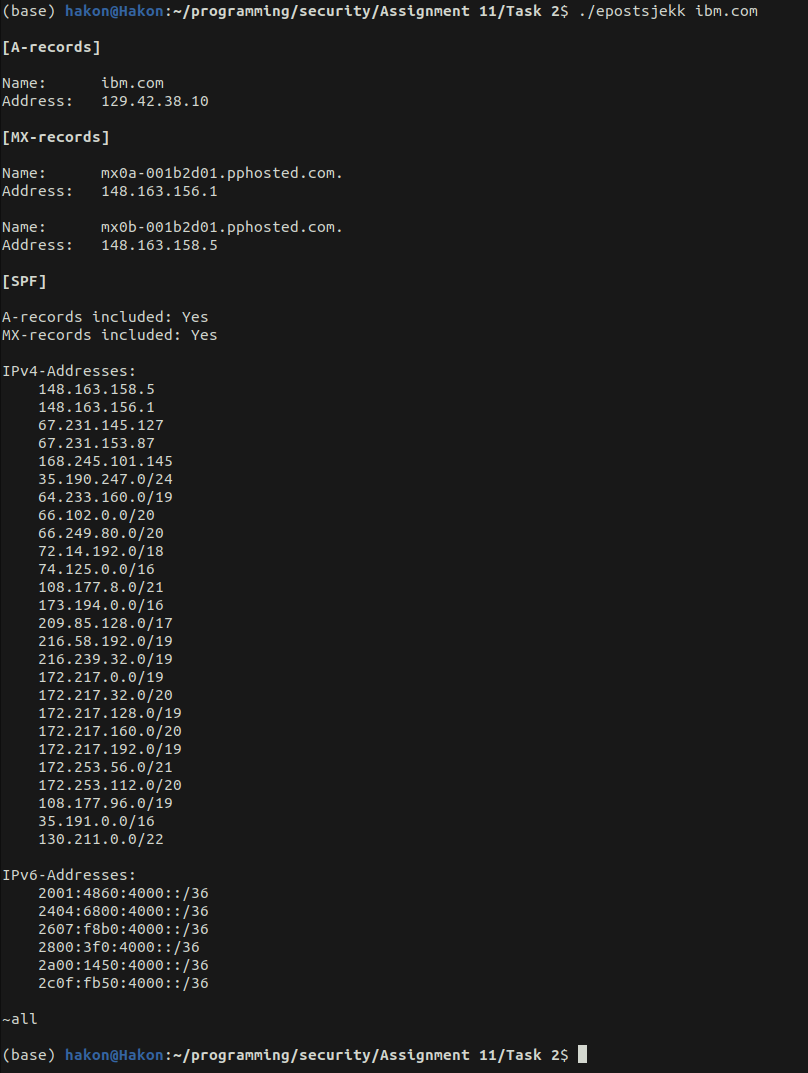 (base) hakon@Hakon:~/programming/security/Assignment 11/Task 2$ ./epostsjekk ibm.com
[A-records]
Name: ibm.com
Address: 129.42.38.10
[MX-records]
Name: mx0a-001b2d01.pphosted.com.
Address: 148.163.156.1
Name: mx0b-001b2d01.pphosted.com.
Address: 148.163.158.5
[SPF]
A-records included: Yes
MX-records included: Yes
IPv4-Addresses:
148.163.158.5
148.163.156.1
67.231.145.127
67.231.153.87
168.245.101.145
35.190.247.0/24
64.233.160.0/19
66.102.0.0/20
66.249.80.0/20
72.14.192.0/18
74.125.0.0/16
108.177.8.0/21
173.194.0.0/16
209.85.128.0/17
216.58.192.0/19
216.239.32.0/19
172.217.0.0/19
172.217.32.0/20
172.217.128.0/19
172.217.160.0/20
172.217.192.0/19
172.253.56.0/21
172.253.112.0/20
108.177.96.0/19
35.191.0.0/16
130.211.0.0/22
IPv6-Addresses:
2001:4860:4000::/36
2404:6800:4000::/36
2607:f8b0:4000::/36
2800:3f0:4000::/36
2a00:1450:4000::/36
2c0f:fb50:4000::/36
~all
(base) hakon@Hakon:~/programming/security/Assignment 11/Task 2$